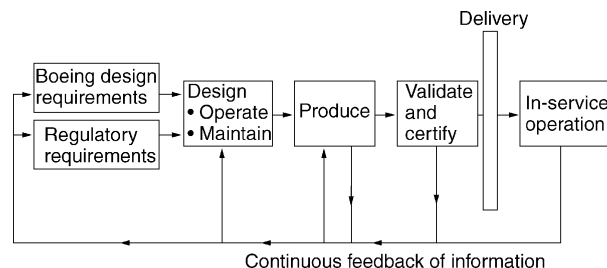 Delivery
Boeing design
requirements
Regulatory
requirements
Design
• Operate
• Maintain
Produce
Validate
and
certify
In-service
operation
Continuous feedback of information